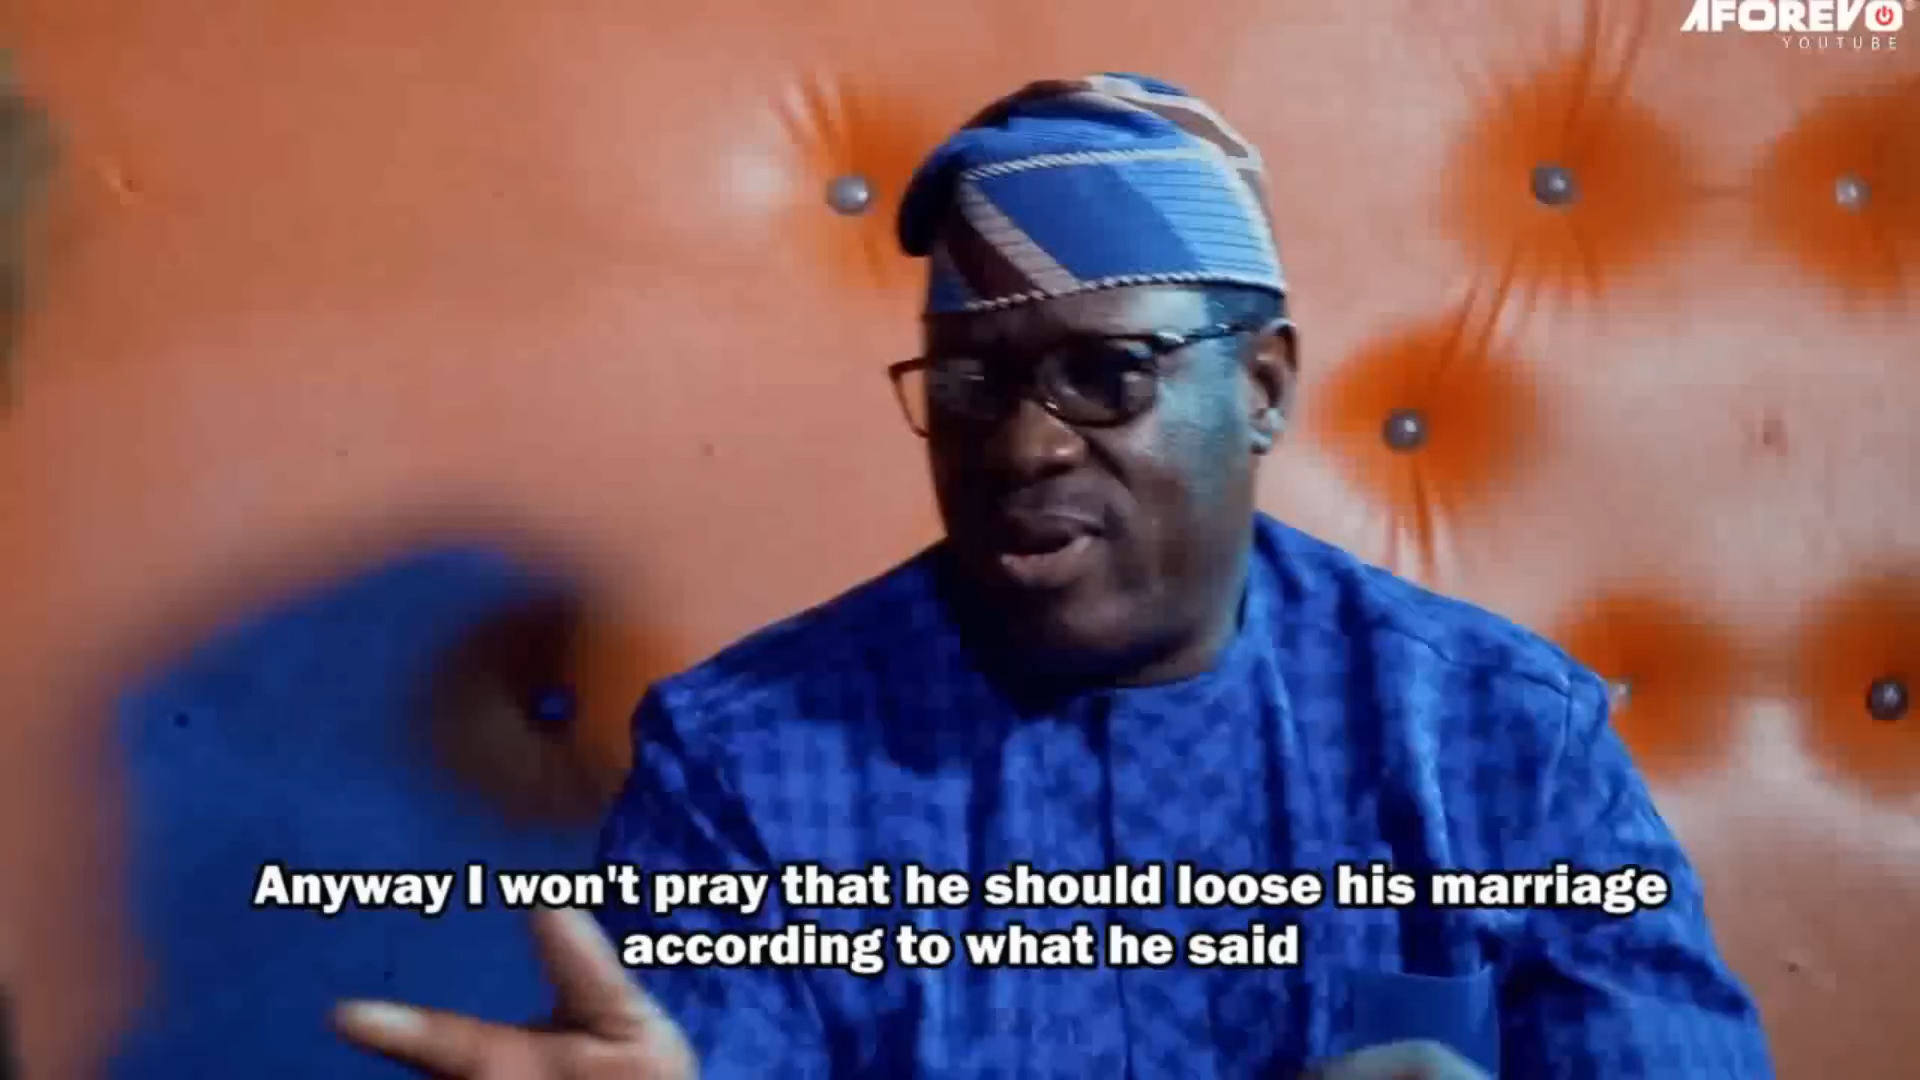 AFOREVO
YOUTUBE
Anyway I won't pray that he should loose his marriage
according to what he said